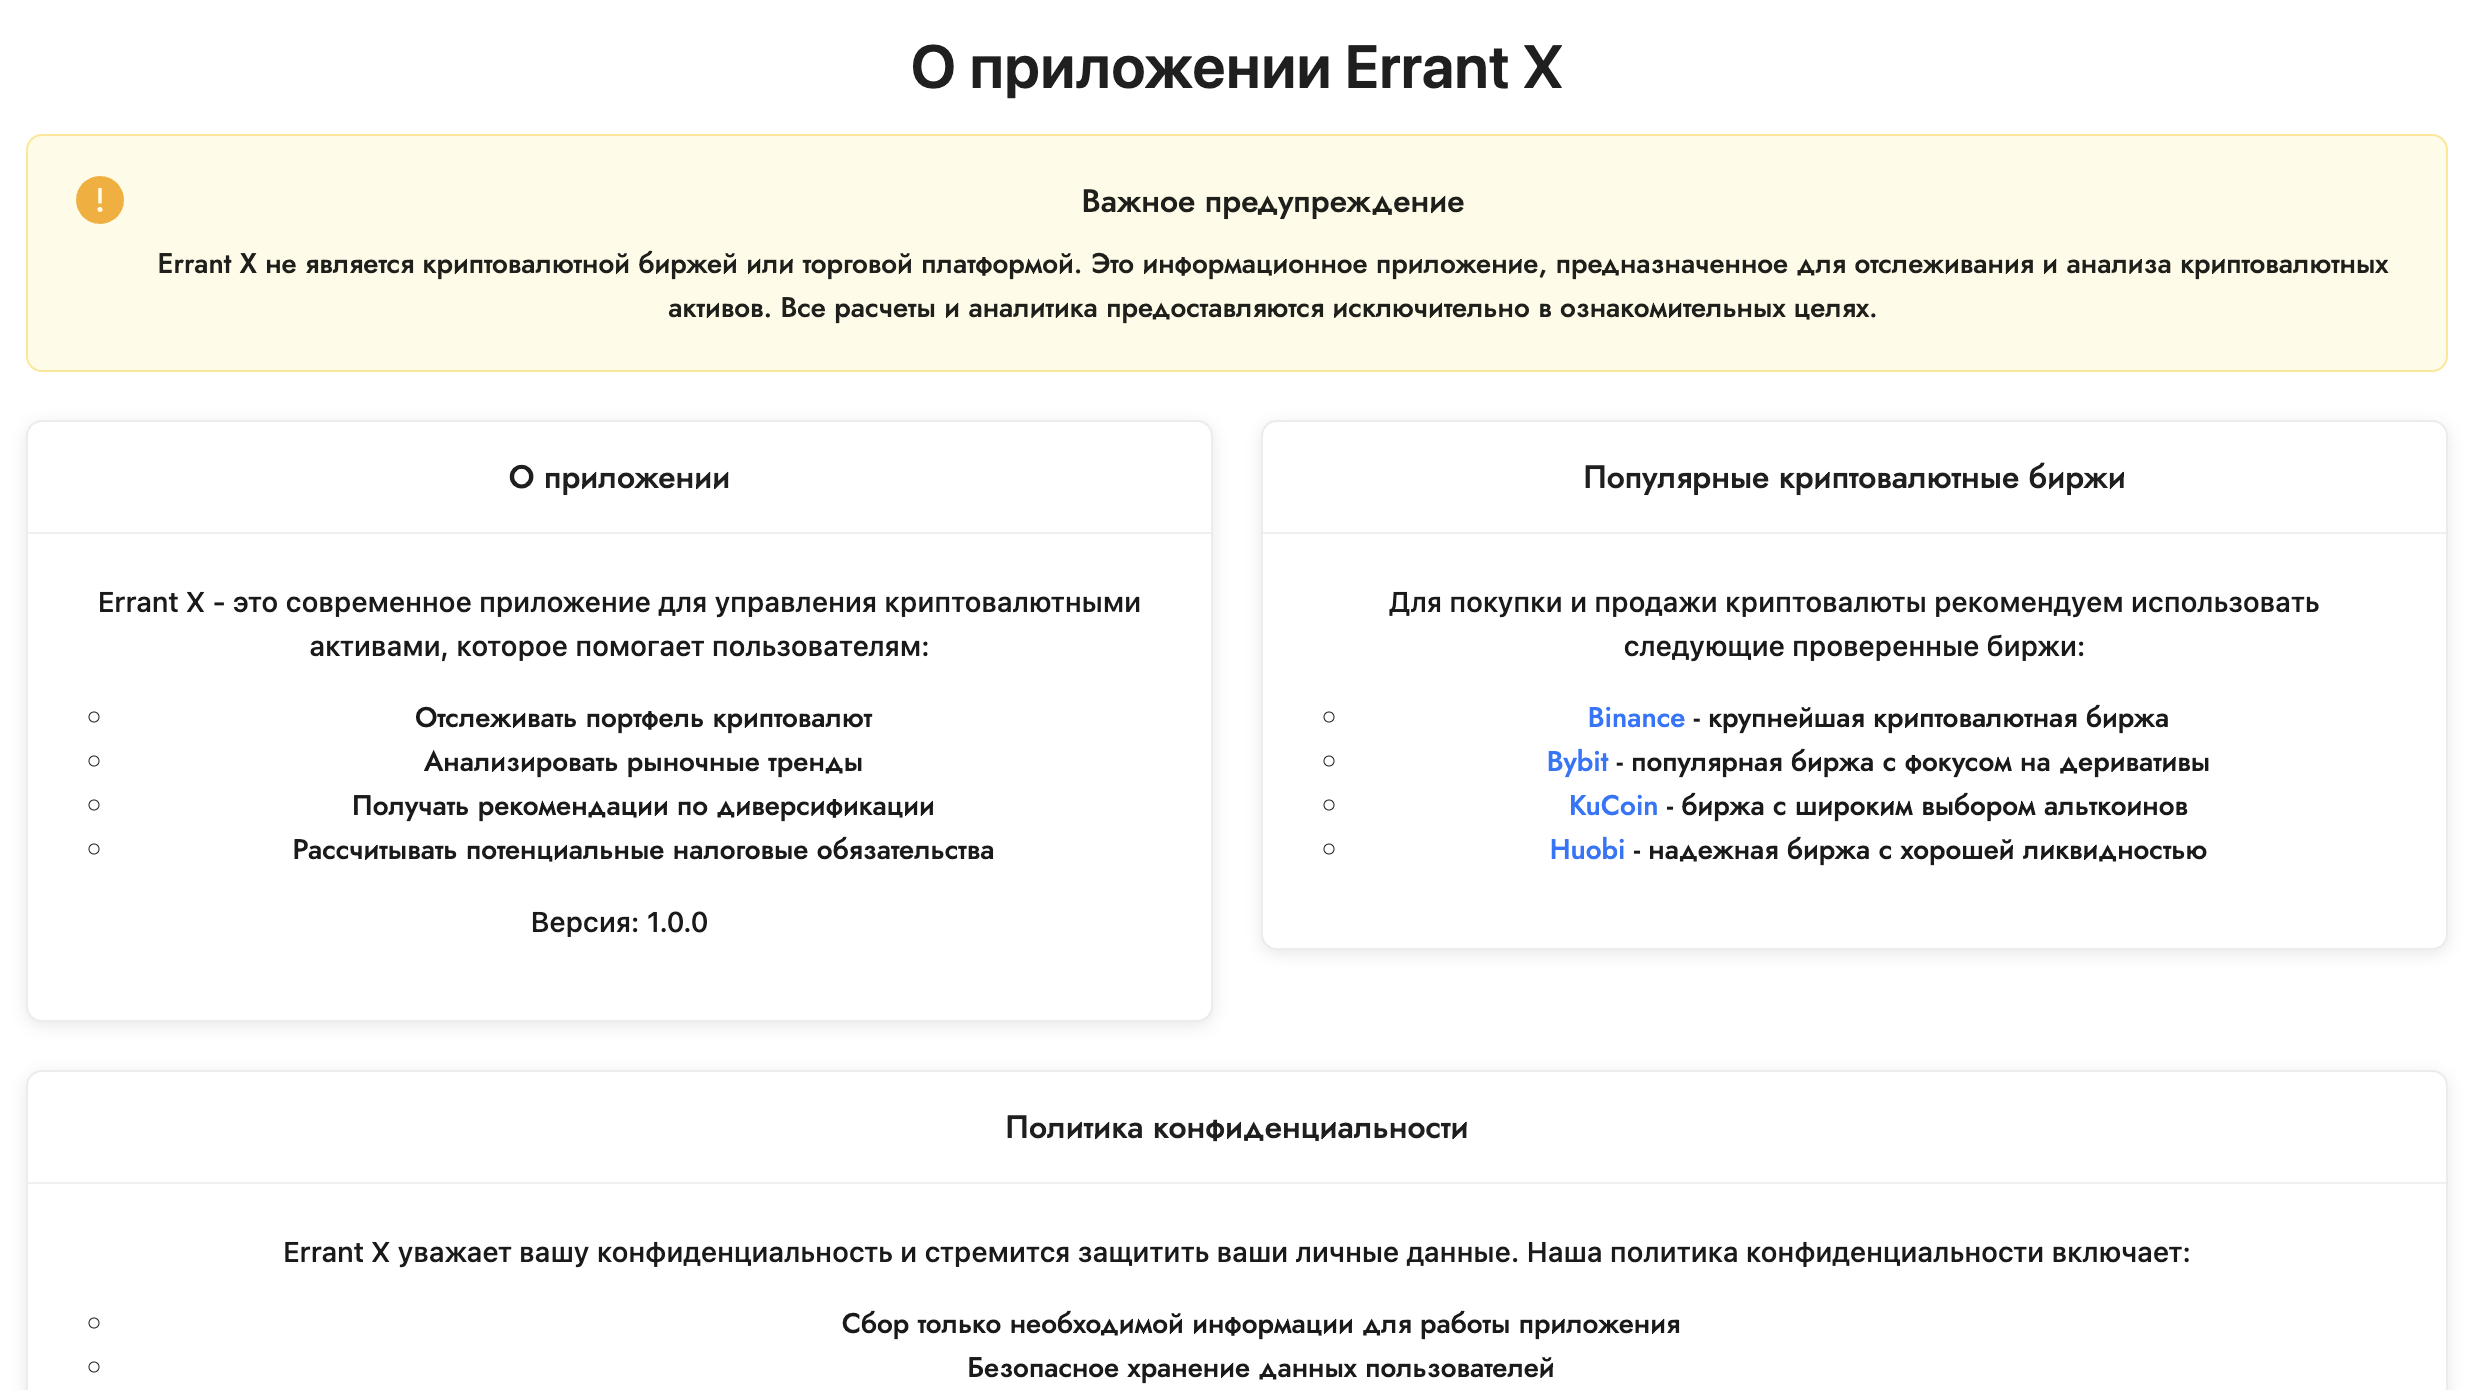 О приложении Errant X
Важное предупреждение
Errant X не является криптовалютной биржей или торговой платформой. Это информационное приложение, предназначенное для отслеживания и анализа криптовалютных
активов. Все расчеты и аналитика предоставляются исключительно в ознакомительных целях.
О приложении
Errant X - это современное приложение для управления криптовалютными
активами, которое помогает пользователям:
Отслеживать портфель криптовалют
Анализировать рыночные тренды
Получать рекомендации по диверсификации
Рассчитывать потенциальные налоговые обязательства
Версия: 1.0.0
Популярные криптовалютные биржи
Для покупки и продажи криптовалюты рекомендуем использовать
следующие проверенные биржи:
Binance - крупнейшая криптовалютная биржа
Bybit - популярная биржа с фокусом на деривативы
KuCoin - биржа с широким выбором альткоинов
Huobi - надежная биржа с хорошей ликвидностью
Политика конфиденциальности
Errant X уважает вашу конфиденциальность и стремится защитить ваши личные данные. Наша политика конфиденциальности включает:
Сбор только необходимой информации для работы приложения
Безопасное хранение данных пользователей